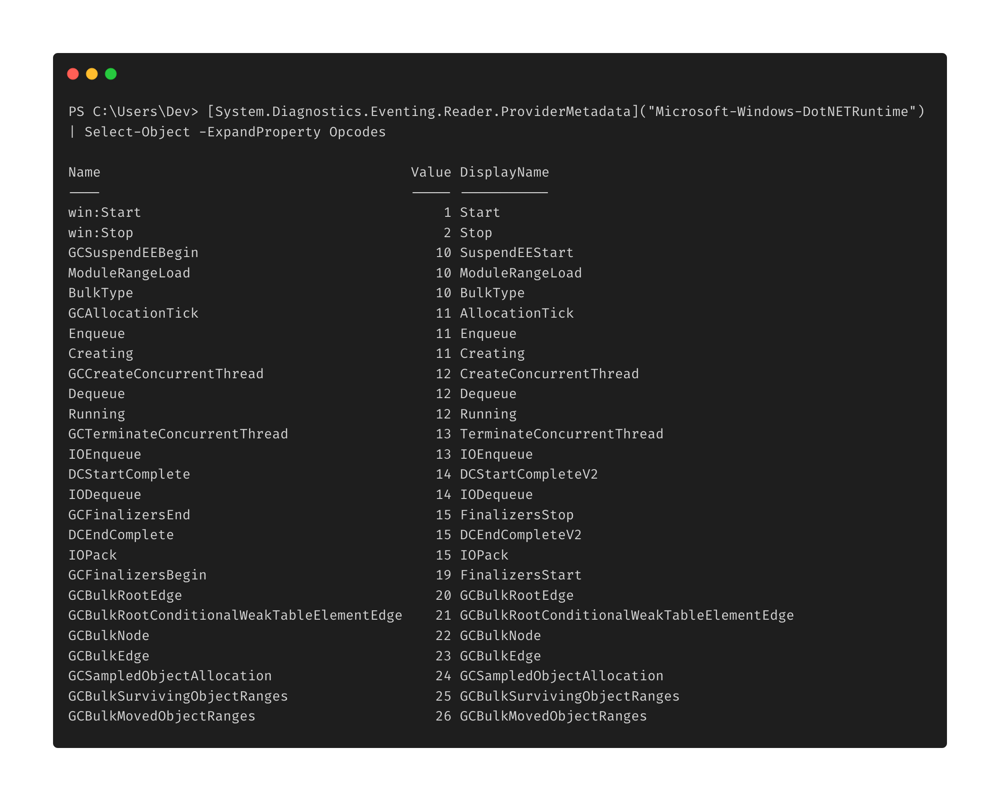 PS C:\Users\Dev> [System.Diagnostics.Eventing.Reader.ProviderMetadata]("Microsoft-Windows-DotNETRuntime")
| Select-Object -ExpandProperty Opcodes
Name Value DisplayName
---- ----- -----------
win:Start 1 Start
win:Stop 2 Stop
GCSuspendEEBegin 10 SuspendEEStart
ModuleRangeLoad 10 ModuleRangeLoad
BulkType 10 BulkType
GCAllocationTick 11 AllocationTick
Enqueue 11 Enqueue
Creating 11 Creating
GCCreateConcurrentThread 12 CreateConcurrentThread
Dequeue 12 Dequeue
Running 12 Running
GCTerminateConcurrentThread 13 TerminateConcurrentThread
IOEnqueue 13 IOEnqueue
DCStartComplete 14 DCStartCompleteV2
IODequeue 14 IODequeue
GCFinalizersEnd 15 FinalizersStop
DCEndComplete 15 DCEndCompleteV2
IOPack 15 IOPack
GCFinalizersBegin 19 FinalizersStart
GCBulkRootEdge 20 GCBulkRootEdge
GCBulkRootConditionalWeakTableElementEdge 21 GCBulkRootConditionalWeakTableElementEdge
GCBulkNode 22 GCBulkNode
GCBulkEdge 23 GCBulkEdge
GCSampledObjectAllocation 24 GCSampledObjectAllocation
GCBulkSurvivingObjectRanges 25 GCBulkSurvivingObjectRanges
GCBulkMovedObjectRanges 26 GCBulkMovedObjectRanges